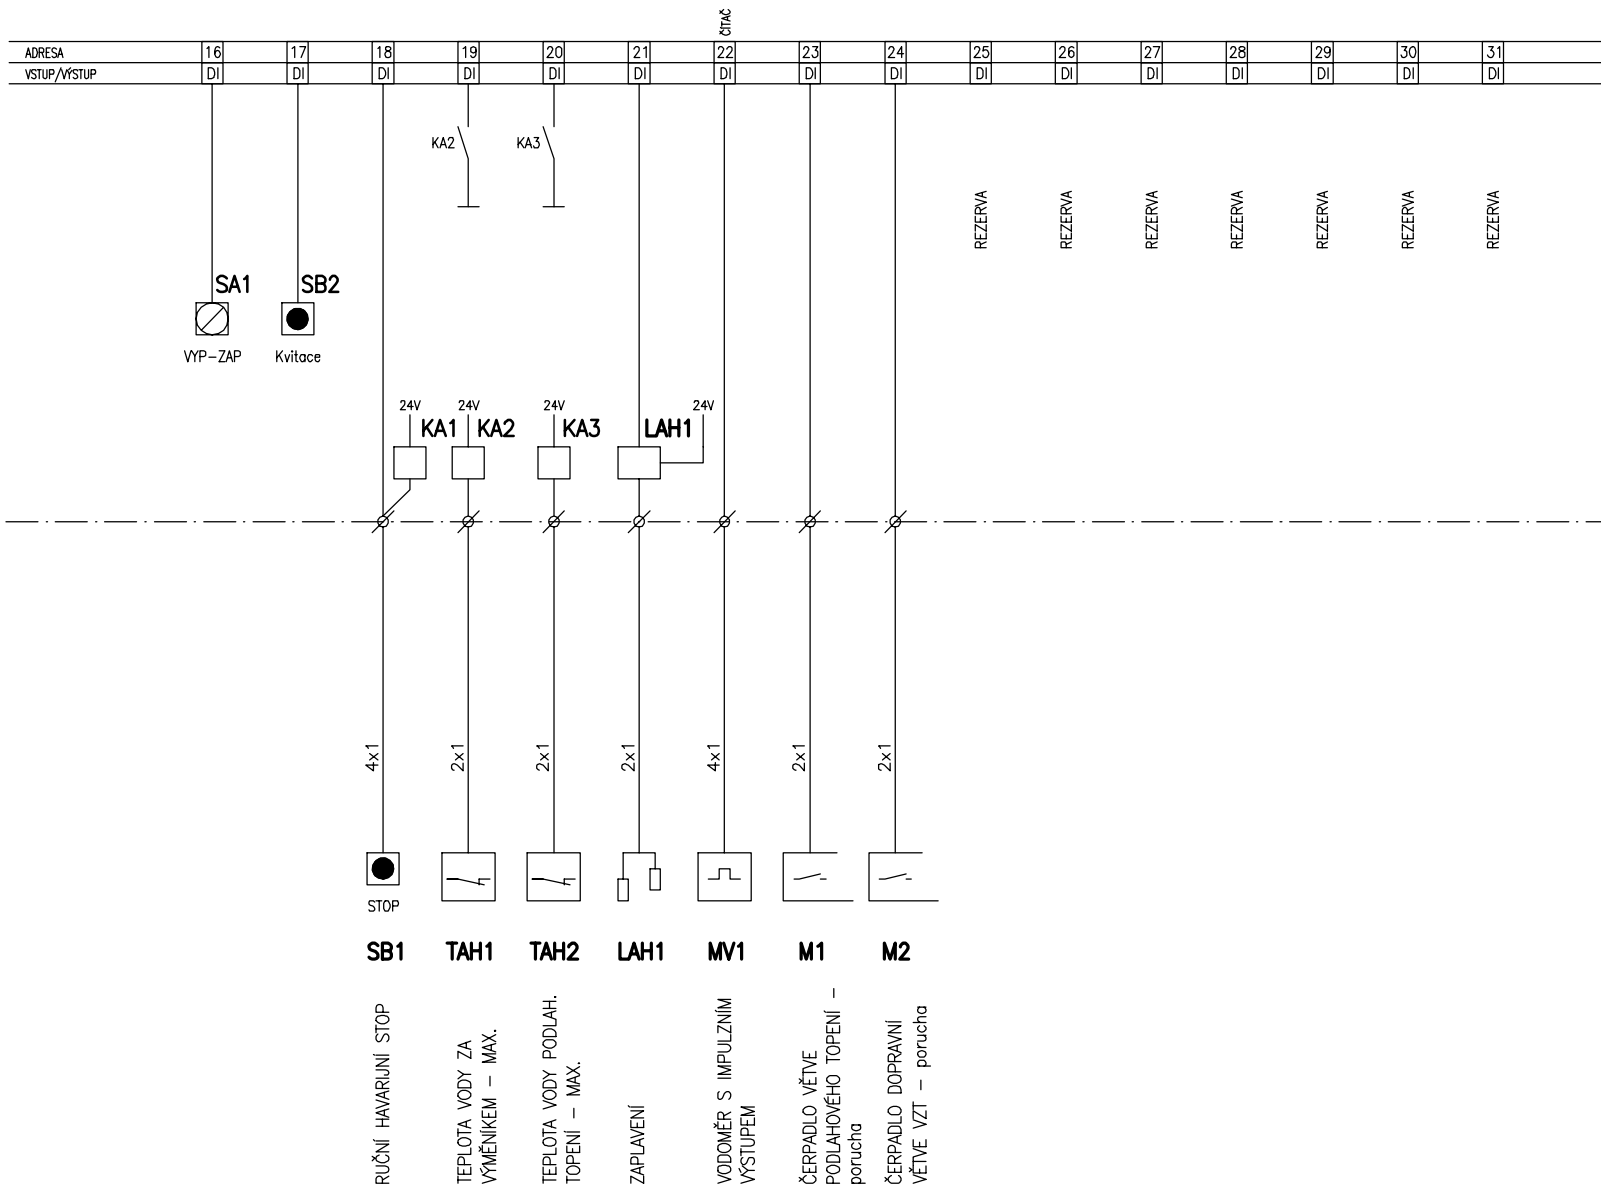 ČÍTAČ
ADRESA 16 17 18 19 20 21 22 23 24 25 26 27 28 29 30 31
VSTUP/VÝSTUP DI DI DI DI DI DI DI DI DI DI DI DI DI DI DI DI
KA2 KA3
REZERVA REZERVA REZERVA REZERVA REZERVA REZERVA REZERVA
SA1 SB2
VYP-ZAP Kvitace
24V 24V 24V 24V
KA1 KA2 KA3 LAH1
4x1 2x1 2x1 2x1 4x1 2x1 2x1
STOP
SB1 TAH1 TAH2 LAH1 MV1 M1 M2
RUČNÍ HAVARIJNÍ STOP
TEPLOTA VODY ZA
VÝMĚNÍKEM – MAX.
TEPLOTA VODY PODLAH.
TOPENÍ – MAX.
ZAPLAVENÍ
VODOMĚR S IMPULZNÍM
VÝSTUPEM
ČERPADLO VĚTVE
PODLAHOVÉHO TOPENÍ –
porucha
ČERPADLO DOPRAVNÍ
VĚTVE VZT – porucha